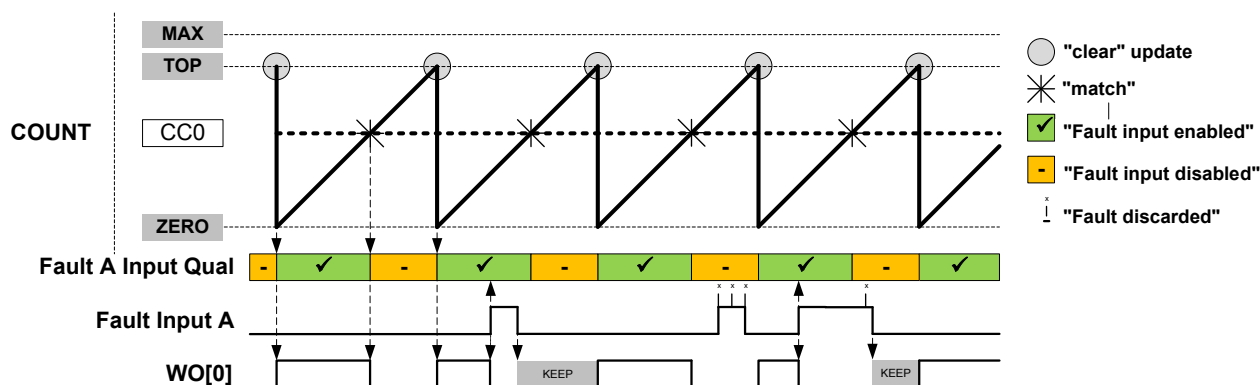 MAX
TOP
"clear" update
"match"
COUNT
CC0
"Fault input enabled"
- "Fault input disabled"
x
"Fault discarded"
ZERO
Fault A Input Qual
- ✓ - ✓ - ✓ - ✓ - ✓
x x x x
Fault Input A
WO[0]
KEEP KEEP